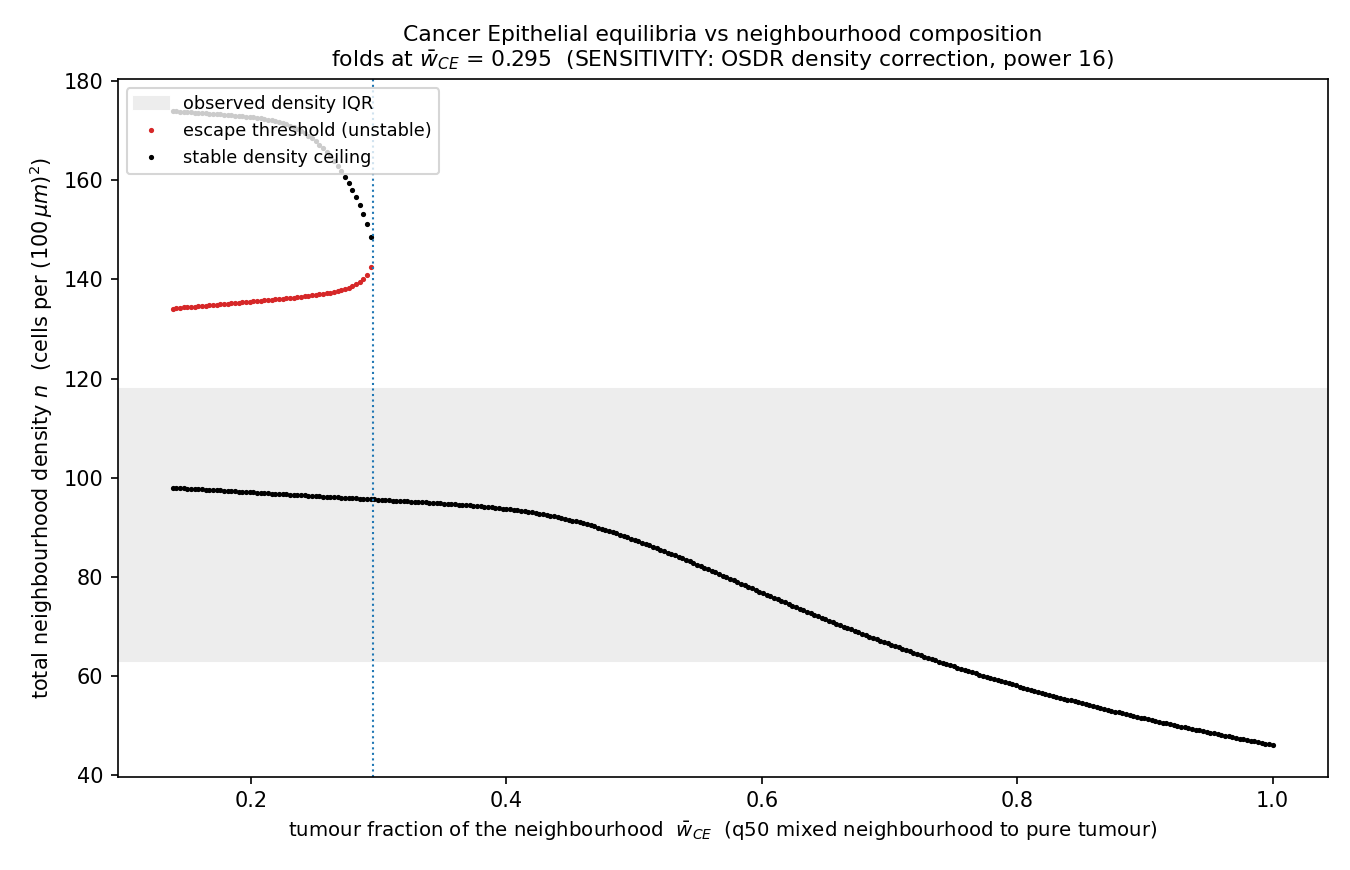 Cancer Epithelial equilibria vs neighbourhood composition
folds at w̄_CE = 0.295 (SENSITIVITY: OSDR density correction, power 16)
observed density IQR
escape threshold (unstable)
stable density ceiling
total neighbourhood density n (cells per (100 μm)²)
180
160
140
120
100
80
60
40
0.2
0.4
0.6
0.8
1.0
tumour fraction of the neighbourhood w̄_CE (q50 mixed neighbourhood to pure tumour)